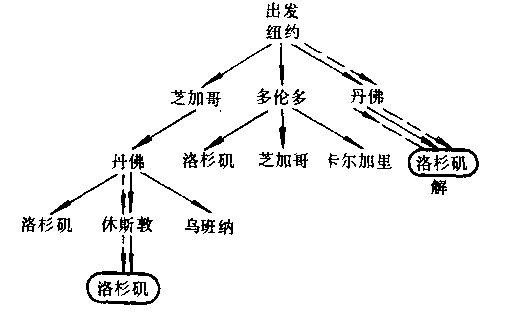 出发
纽约
芝加哥 多伦多 丹佛
丹佛 洛杉矶 芝加哥 卡尔加里 洛杉矶
解
洛杉矶 休斯敦 乌班纳
洛杉矶